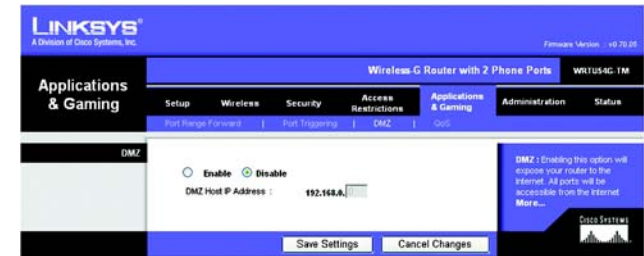 LINKSYS®
A Division of Cisco Systems, Inc.
Firmware Version : v0.70.05
Wireless-G Router with 2 Phone Ports WRTU54G-TM
Applications & Gaming
Setup Wireless Security Access Restrictions Applications & Gaming Administration Status
Port Range Forward | Port Triggering | DMZ | QoS
DMZ
Enable Disable
DMZ Host IP Address : 192.168.0.
DMZ : Enabling this option will
expose your router to the
Internet. All ports will be
accessible from the Internet
More...
CISCO SYSTEMS
Save Settings Cancel Changes